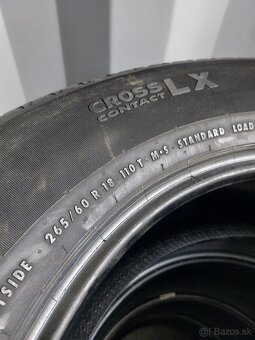 CROSS
CONTACT LX
SIDE · 265/60 R 18 110 T · M+S · STANDARD LOAD
© Bazos.sk